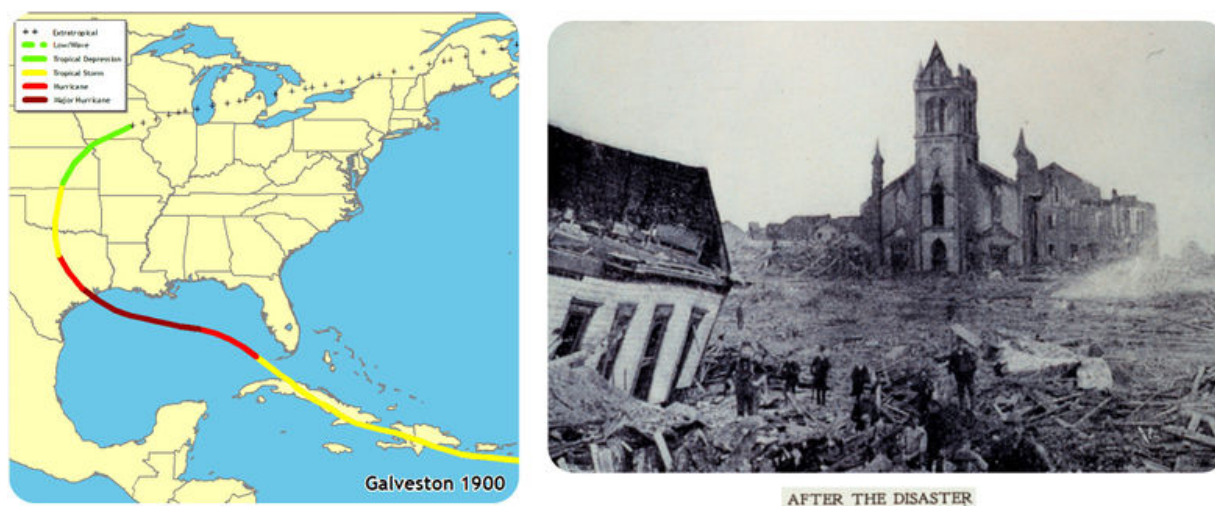 Extratropical
Low/Wave
Tropical Depression
Tropical Storm
Hurricane
Major Hurricane
Galveston 1900
AFTER THE DISASTER